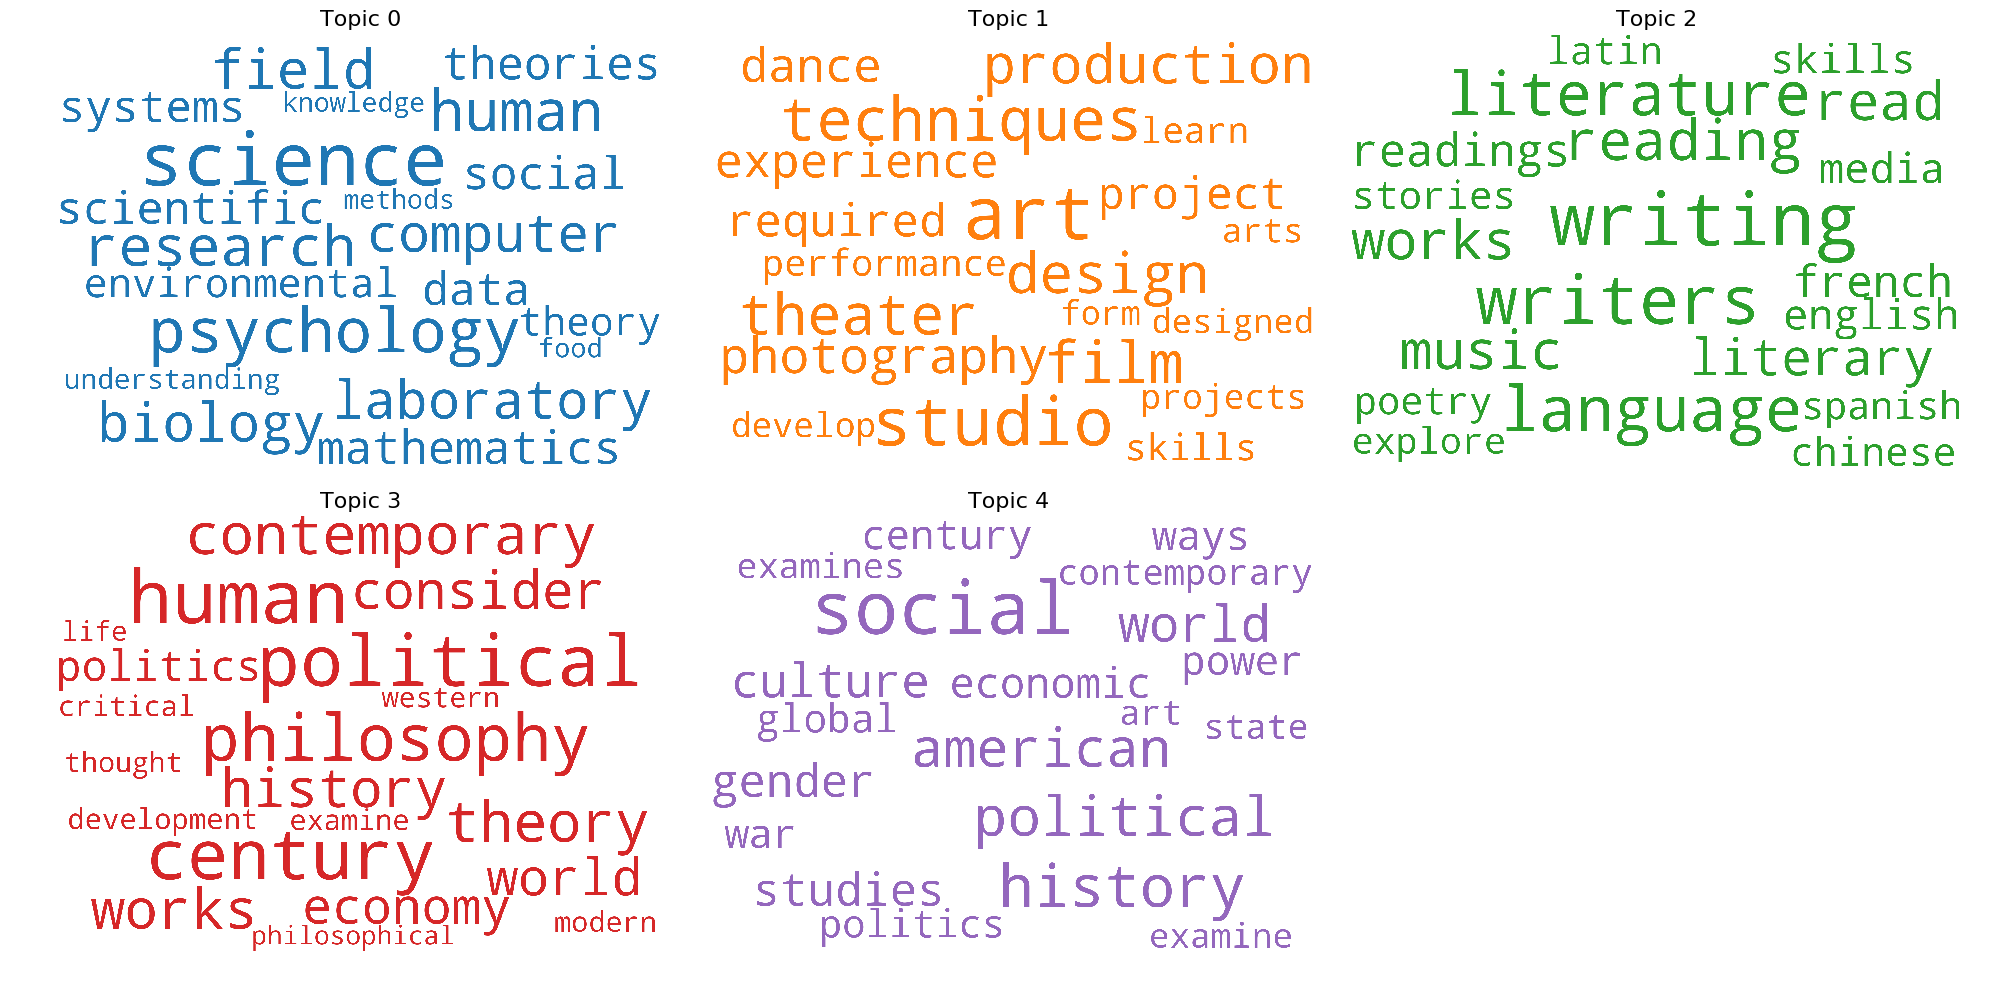 Topic 0
field theories
systems knowledge human
science social
scientific methods
research computer
environmental data
psychology theory
food
understanding
biology laboratory
mathematics
Topic 1
dance production
techniques learn
experience
required art project
arts
performance design
theater form designed
photography film
projects
develop studio skills
Topic 2
latin skills
literature read
readings reading media
stories
works writing
french
writers english
music literary
poetry language spanish
explore chinese
Topic 3
contemporary
human consider
life
politics political
critical western
philosophy
thought
history
development examine theory
century world
works economy modern
philosophical
Topic 4
century ways
examines contemporary
social world
power
culture economic
global art state
american
gender
war political
studies history
politics examine